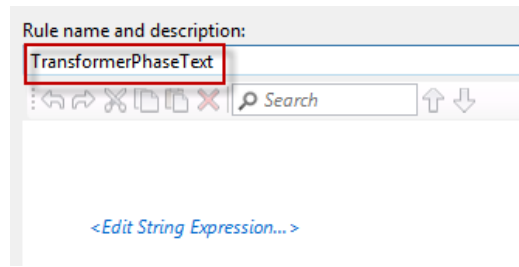 Rule name and description:
TransformerPhaseText
Search
<Edit String Expression...>